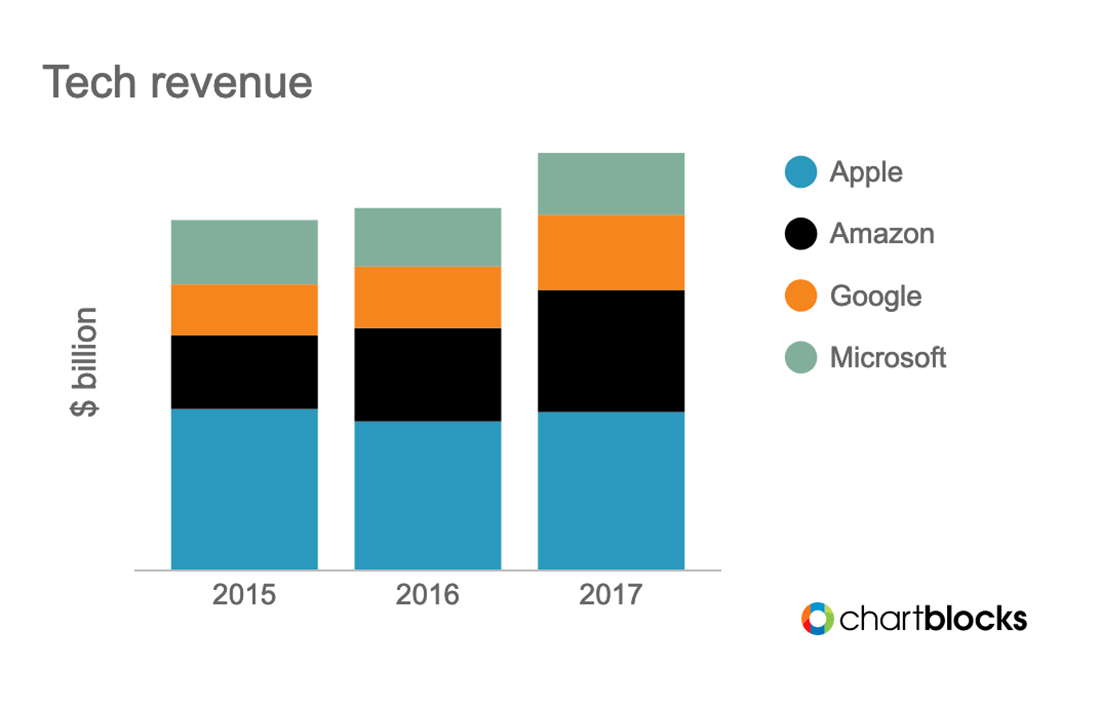 Tech revenue
$ billion
2015
2016
2017
Apple
Amazon
Google
Microsoft
chartblocks